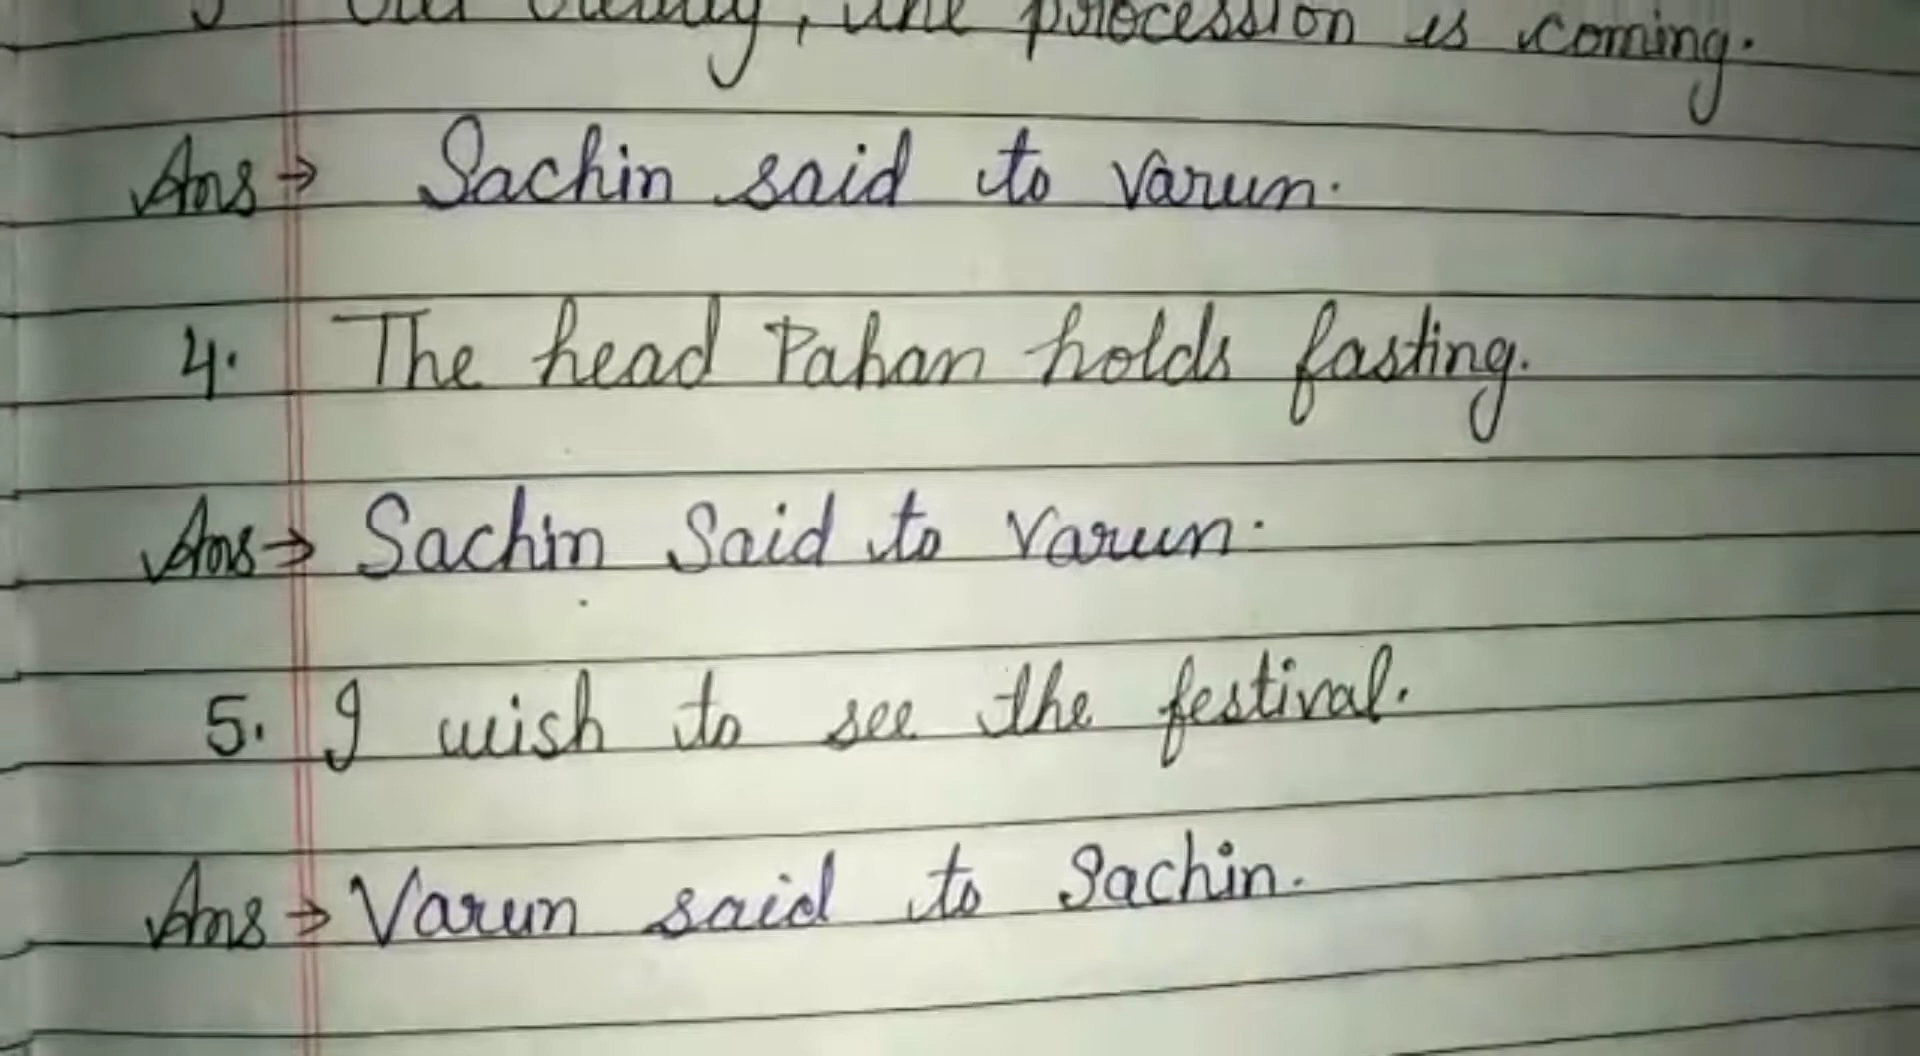 the procession is coming.
Ans→ Sachin said to Varun.
4. The head Pahan holds fasting.
Ans→ Sachin Said to Varun.
5. I wish to see the festival.
Ans→ Varun said to Sachin.